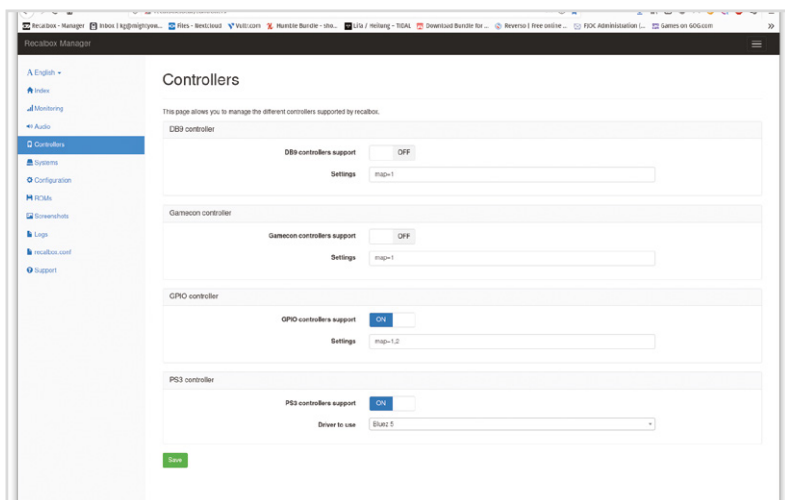 Recalbox - Manager Inbox | kg@mightyow... Files - Nextcloud Vultr.com Humble Bundle - sho... Lila / Heilung - TIDAL Download Bundle for ... Reverso | Free online ... FJOC Administration (... Games on GOG.com »
Recalbox Manager
A English
Index
Monitoring
Audio
Controllers
Systems
Configuration
ROMs
Screenshots
Logs
recalbox.conf
Support
Controllers
This page allows you to manage the different controllers supported by recalbox.
DB9 controller
DB9 controllers support OFF
Settings map=1
Gamecon controller
Gamecon controllers support OFF
Settings map=1
GPIO controller
GPIO controllers support ON
Settings map=1,2
PS3 controller
PS3 controllers support ON
Driver to use Bluez 5
Save